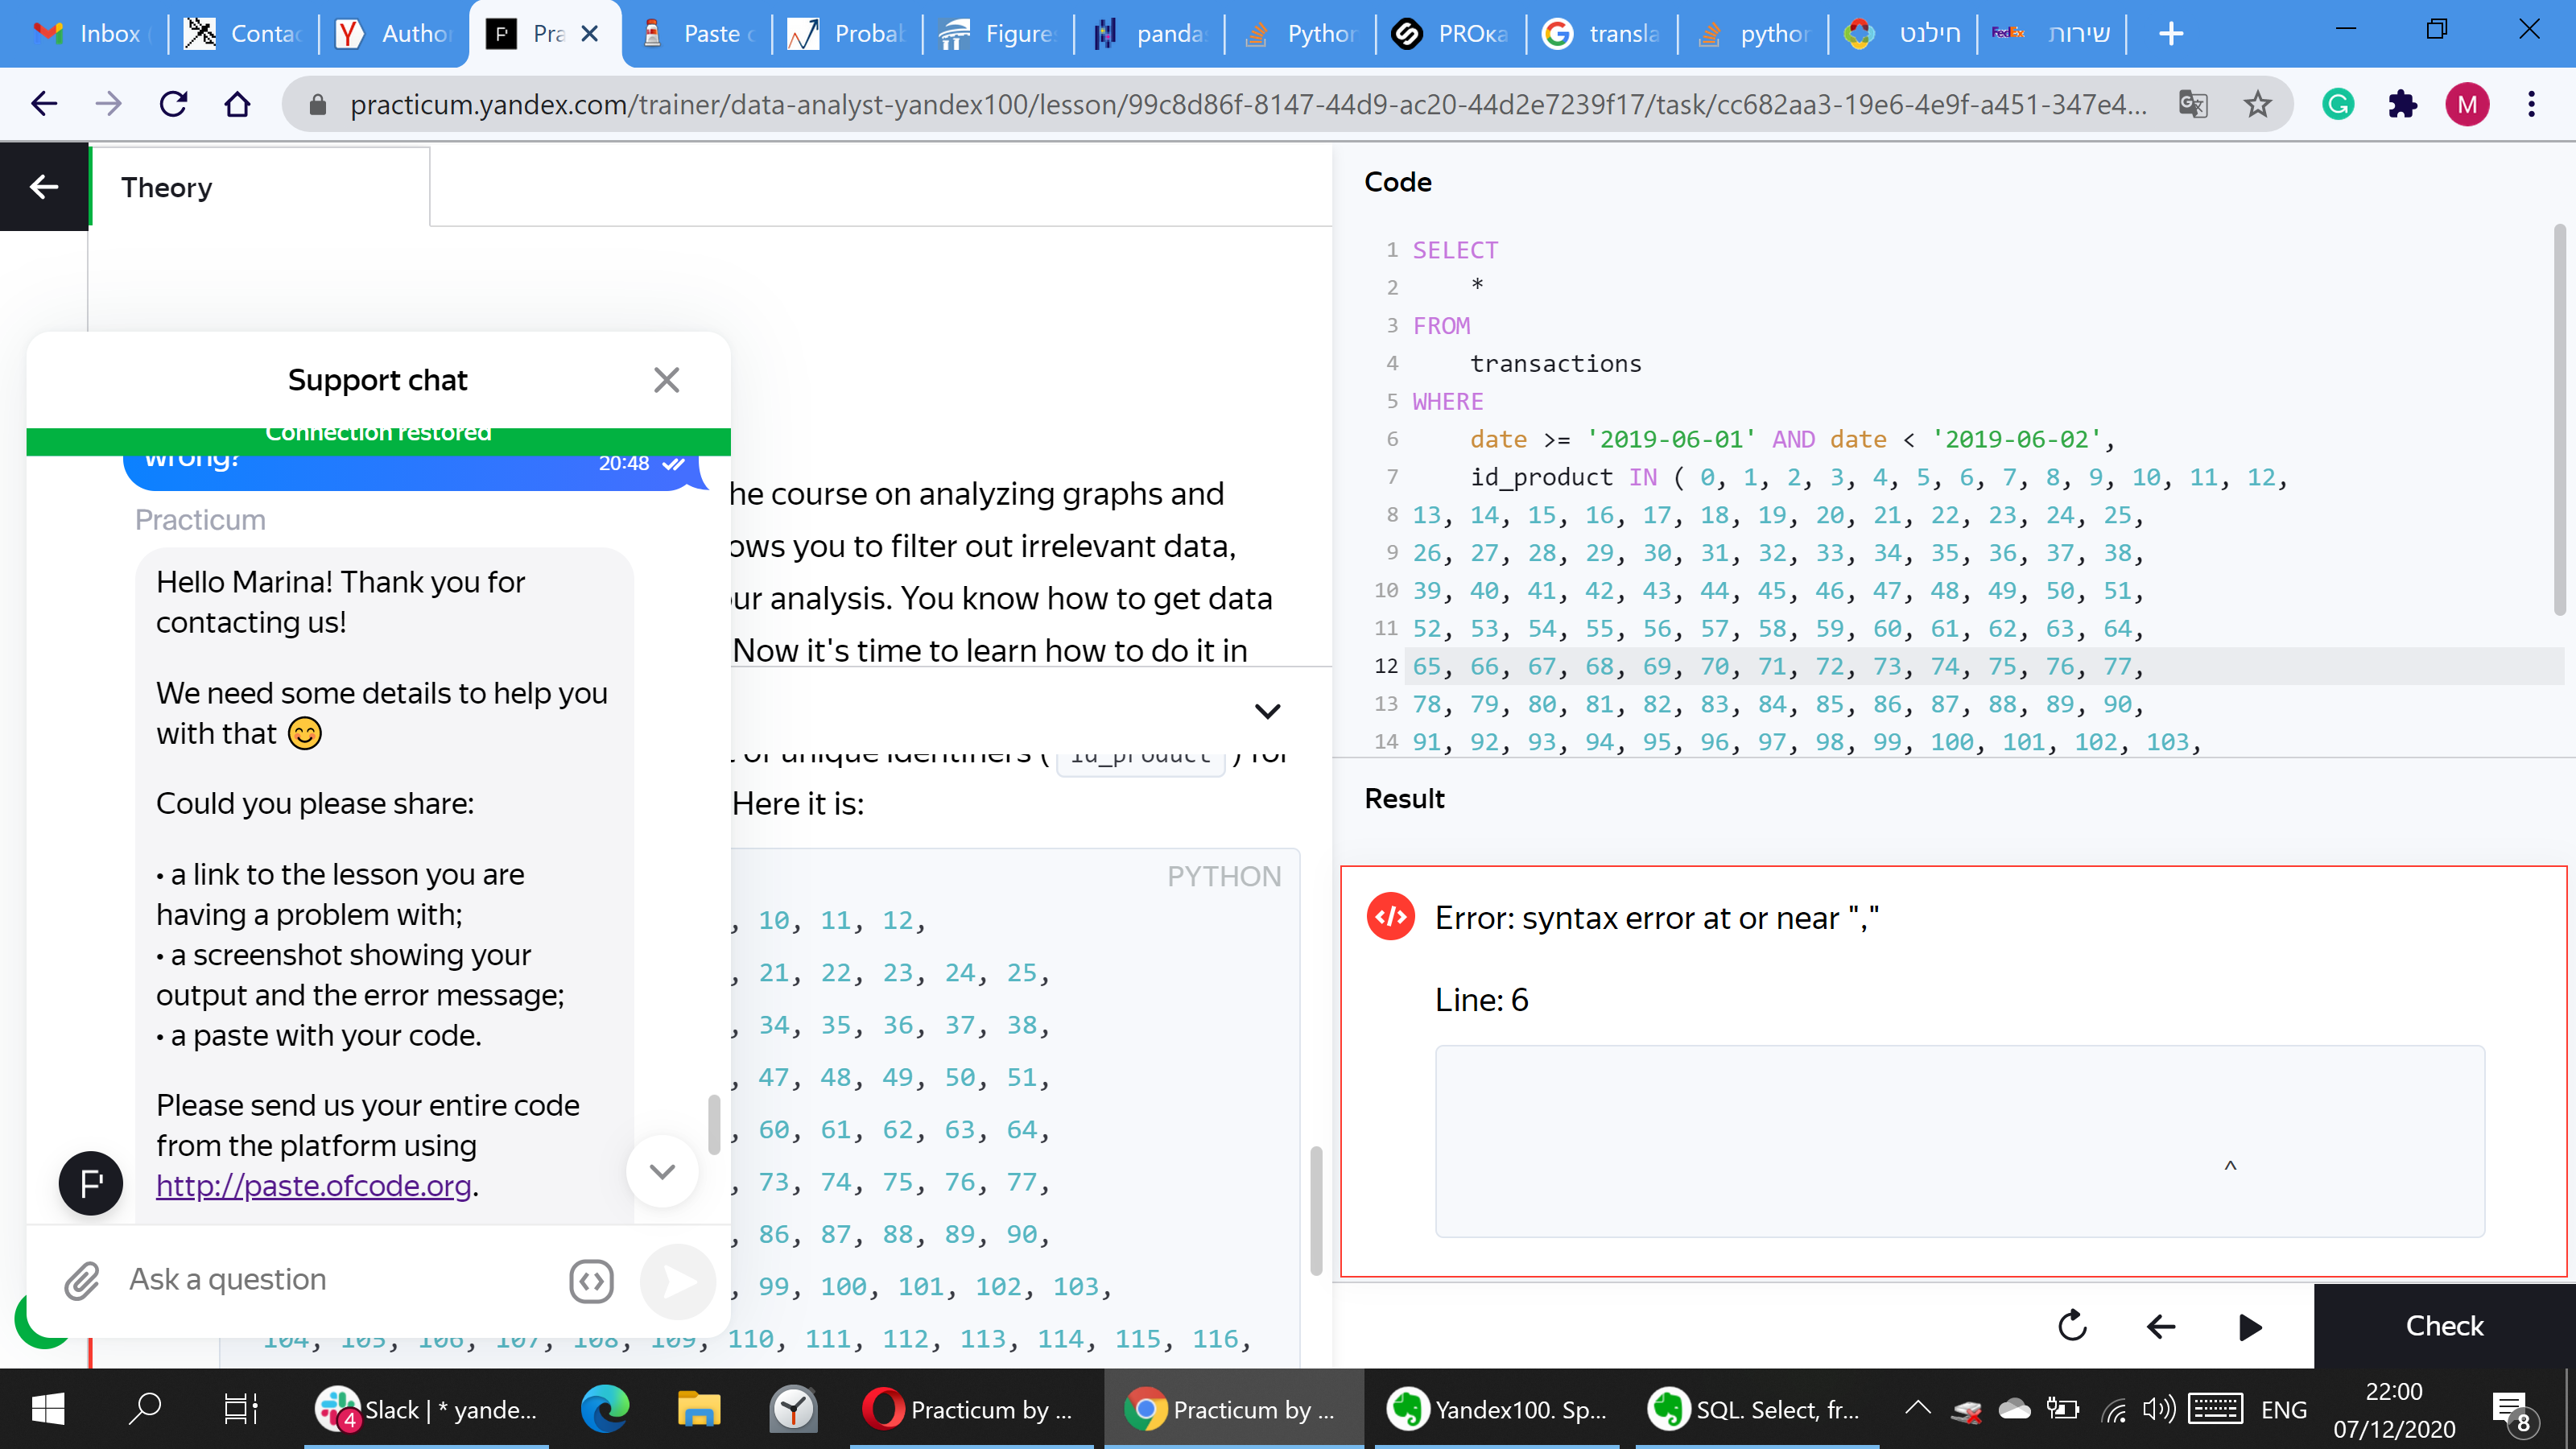 Inbox
Conta
Autho
Pra
Paste
Probab
Figure
panda
Python
PROка
transla
python
חילנט
FedEx שירות
practicum.yandex.com/trainer/data-analyst-yandex100/lesson/99c8d86f-8147-44d9-ac20-44d2e7239f17/task/cc682aa3-19e6-4e9f-a451-347e4...
M
Theory
Support chat
Connection restored
wrong?
20:48
Practicum
Hello Marina! Thank you for
contacting us!
We need some details to help you
with that 😊
Could you please share:
• a link to the lesson you are
having a problem with;
• a screenshot showing your
output and the error message;
• a paste with your code.
Please send us your entire code
from the platform using
http://paste.ofcode.org.
Ask a question
he course on analyzing graphs and
ows you to filter out irrelevant data,
ur analysis. You know how to get data
Now it's time to learn how to do it in
of unique identifiers ( id_product ) for
Here it is:
PYTHON
, 10, 11, 12,
, 21, 22, 23, 24, 25,
, 34, 35, 36, 37, 38,
, 47, 48, 49, 50, 51,
, 60, 61, 62, 63, 64,
, 73, 74, 75, 76, 77,
, 86, 87, 88, 89, 90,
, 99, 100, 101, 102, 103,
104, 105, 106, 107, 108, 109, 110, 111, 112, 113, 114, 115, 116,
Code
1 SELECT
2 *
3 FROM
4 transactions
5 WHERE
6 date >= '2019-06-01' AND date < '2019-06-02',
7 id_product IN ( 0, 1, 2, 3, 4, 5, 6, 7, 8, 9, 10, 11, 12,
8 13, 14, 15, 16, 17, 18, 19, 20, 21, 22, 23, 24, 25,
9 26, 27, 28, 29, 30, 31, 32, 33, 34, 35, 36, 37, 38,
10 39, 40, 41, 42, 43, 44, 45, 46, 47, 48, 49, 50, 51,
11 52, 53, 54, 55, 56, 57, 58, 59, 60, 61, 62, 63, 64,
12 65, 66, 67, 68, 69, 70, 71, 72, 73, 74, 75, 76, 77,
13 78, 79, 80, 81, 82, 83, 84, 85, 86, 87, 88, 89, 90,
14 91, 92, 93, 94, 95, 96, 97, 98, 99, 100, 101, 102, 103,
Result
Error: syntax error at or near ","
Line: 6
^
Check
4
Slack | * yande...
Practicum by ...
Practicum by ...
Yandex100. Sp...
SQL. Select, fr...
ENG
22:00
07/12/2020
8